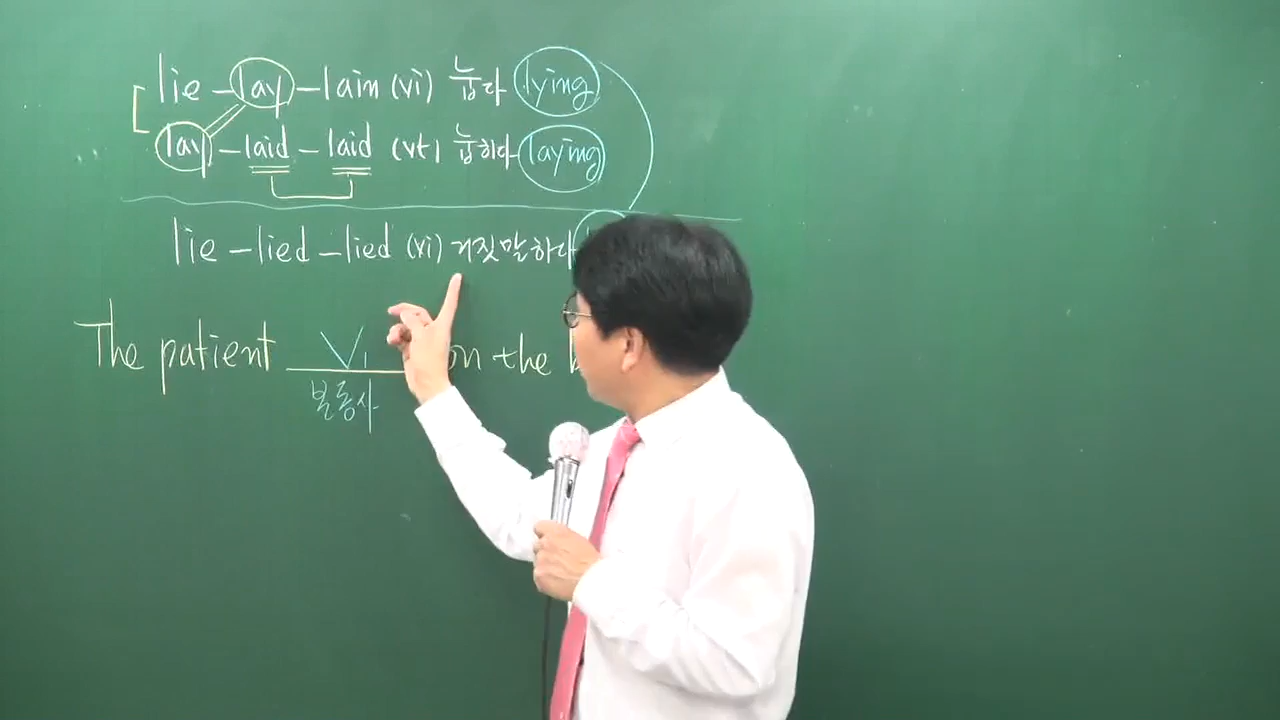 lie - lay - lain (vi) 눕다 lying
lay - laid - laid (vt) 눕히다 laying
lie - lied - lied (vi) 거짓말하다
The patient V1 on the b
본동사